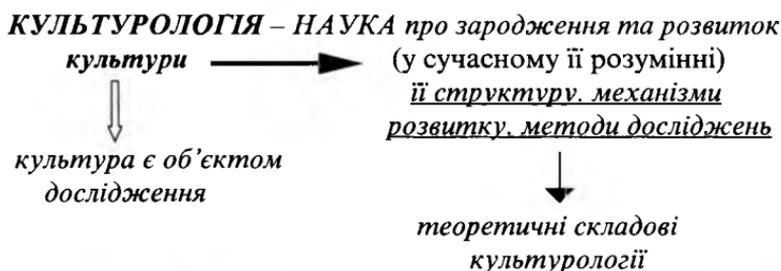 КУЛЬТУРОЛОГІЯ – НАУКА про зародження та розвиток
культури (у сучасному її розумінні)
її структуру. механізми
розвитку. методи досліджень
культура є об’єктом
дослідження
теоретичні складові
культурології